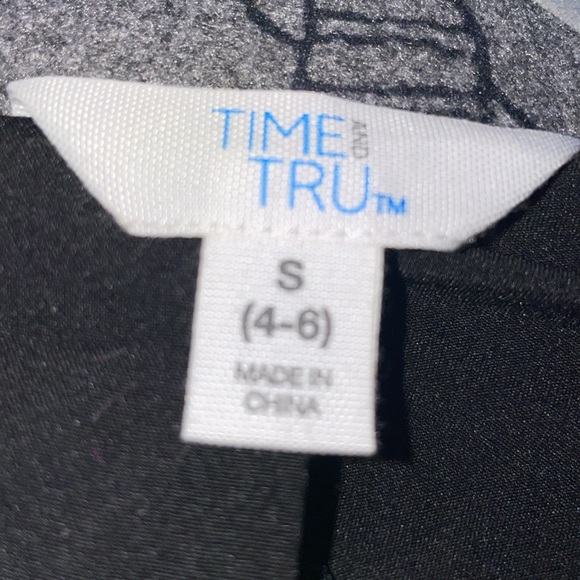 TIME AND
TRU™
S
(4-6)
MADE IN
CHINA